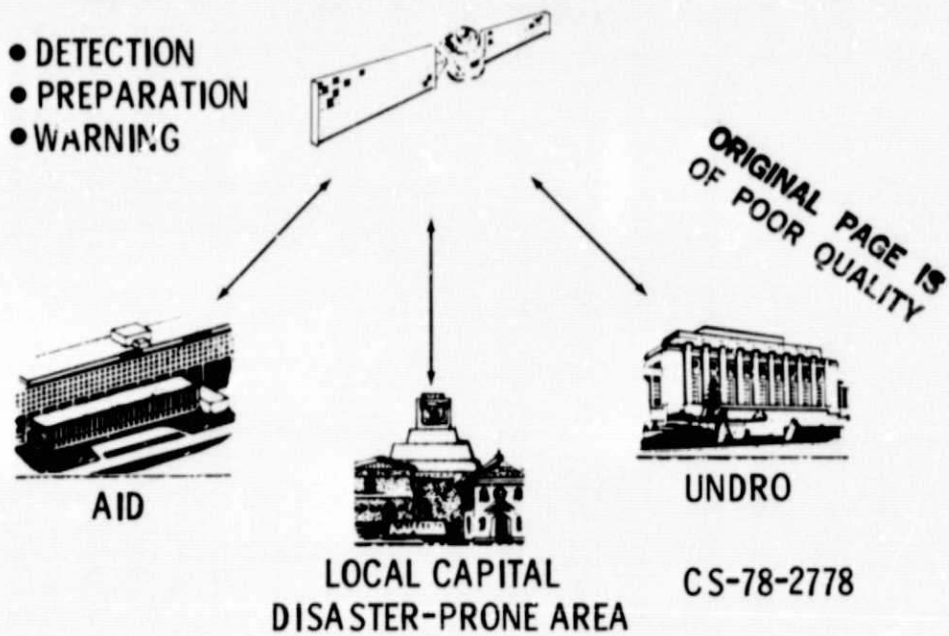 • DETECTION
• PREPARATION
• WARNING
ORIGINAL PAGE IS
OF POOR QUALITY
AID
UNDRO
LOCAL CAPITAL
DISASTER-PRONE AREA
CS-78-2778